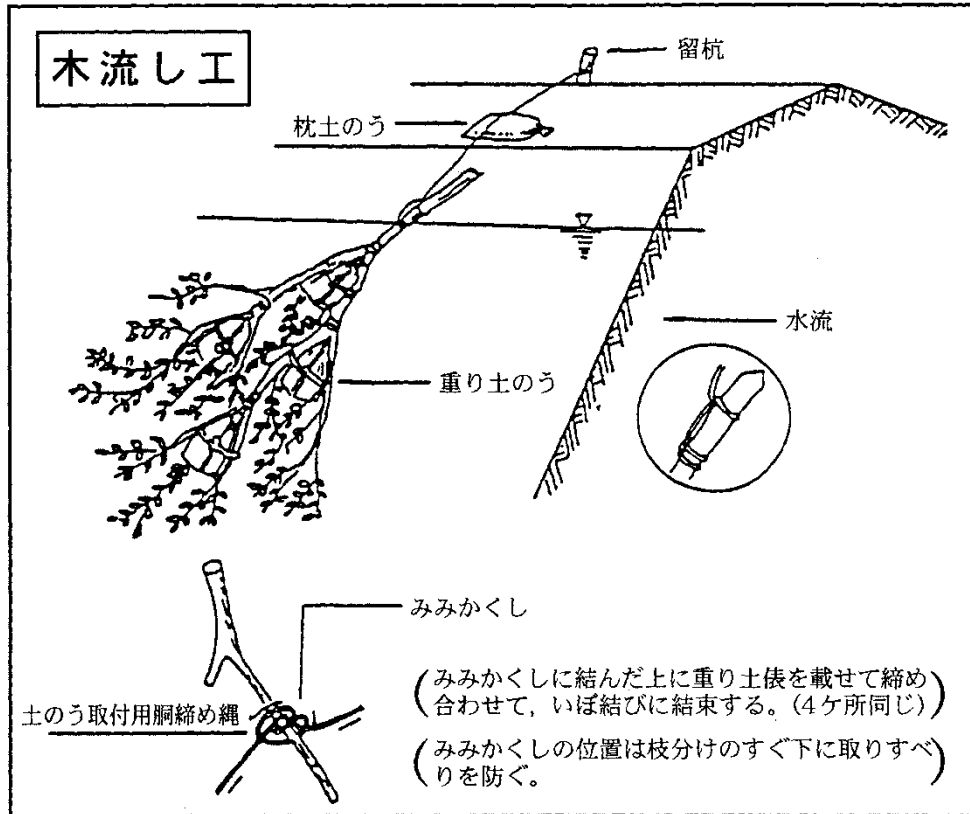 木流し工
留杭
枕土のう
水流
重り土のう
みみかくし
土のう取付用胴締め縄
(みみかくしに結んだ上に重り土俵を載せて締め
合わせて，いぼ結びに結束する。(4ケ所同じ))
(みみかくしの位置は枝分けのすぐ下に取りすべ
りを防ぐ。)